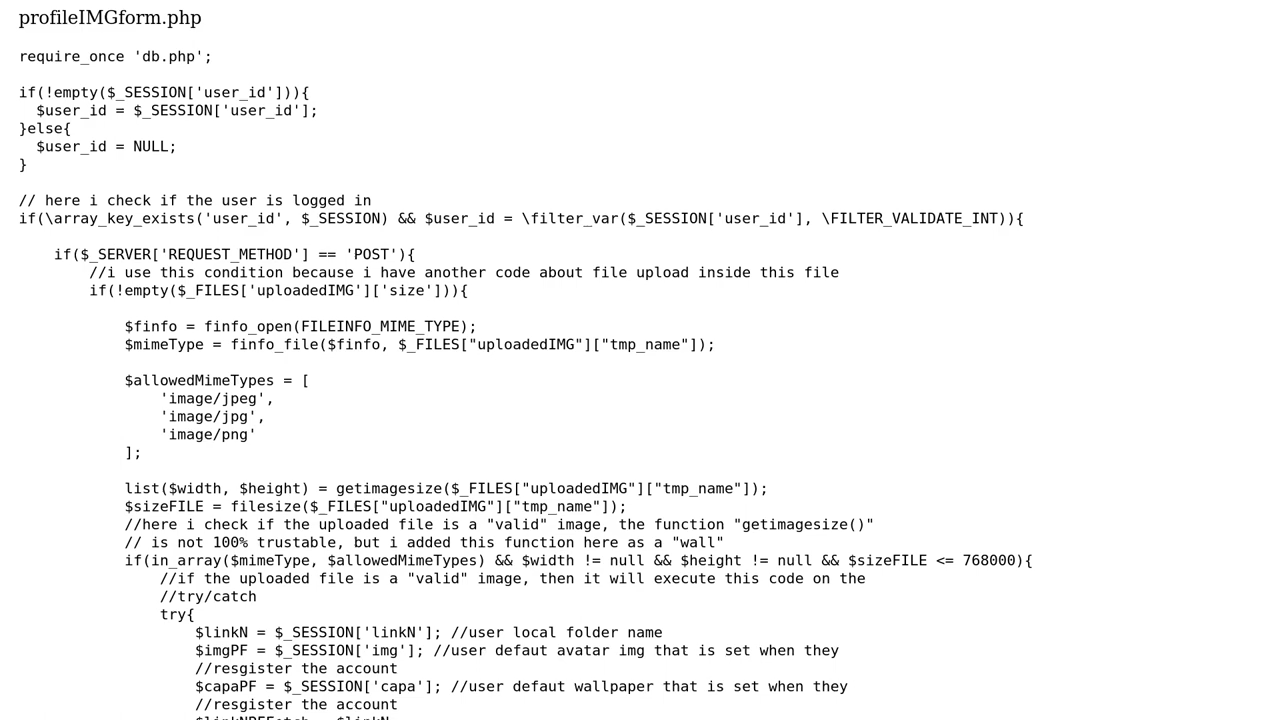 profileIMGform.php
require_once 'db.php';
if(!empty($_SESSION['user_id'])){
  $user_id = $_SESSION['user_id'];
}else{
  $user_id = NULL;
}
// here i check if the user is logged in
if(\array_key_exists('user_id', $_SESSION) && $user_id = \filter_var($_SESSION['user_id'], \FILTER_VALIDATE_INT)){
    if($_SERVER['REQUEST_METHOD'] == 'POST'){
        //i use this condition because i have another code about file upload inside this file
        if(!empty($_FILES['uploadedIMG']['size'])){
            $finfo = finfo_open(FILEINFO_MIME_TYPE);
            $mimeType = finfo_file($finfo, $_FILES["uploadedIMG"]["tmp_name"]);
            $allowedMimeTypes = [
                'image/jpeg',
                'image/jpg',
                'image/png'
            ];
            list($width, $height) = getimagesize($_FILES["uploadedIMG"]["tmp_name"]);
            $sizeFILE = filesize($_FILES["uploadedIMG"]["tmp_name"]);
            //here i check if the uploaded file is a "valid" image, the function "getimagesize()"
            // is not 100% trustable, but i added this function here as a "wall"
            if(in_array($mimeType, $allowedMimeTypes) && $width != null && $height != null && $sizeFILE <= 768000){
                //if the uploaded file is a "valid" image, then it will execute this code on the
                //try/catch
                try{
                    $linkN = $_SESSION['linkN']; //user local folder name
                    $imgPF = $_SESSION['img']; //user defaut avatar img that is set when they
                    //resgister the account
                    $capaPF = $_SESSION['capa']; //user defaut wallpaper that is set when they
                    //resgister the account